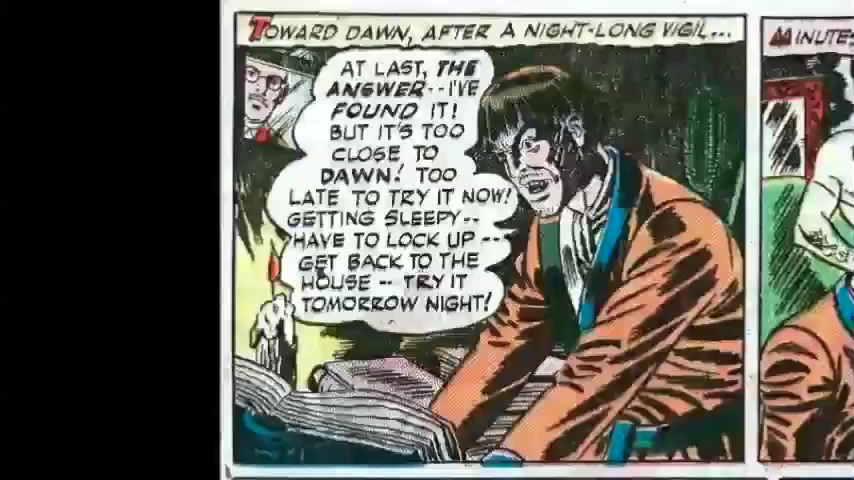 TOWARD DAWN, AFTER A NIGHT-LONG VIGIL...
AT LAST, THE
ANSWER--I'VE
FOUND IT!
BUT IT'S TOO
CLOSE TO
DAWN! TOO
LATE TO TRY IT NOW!
GETTING SLEEPY--
HAVE TO LOCK UP ---
GET BACK TO THE
HOUSE -- TRY IT
TOMORROW NIGHT!